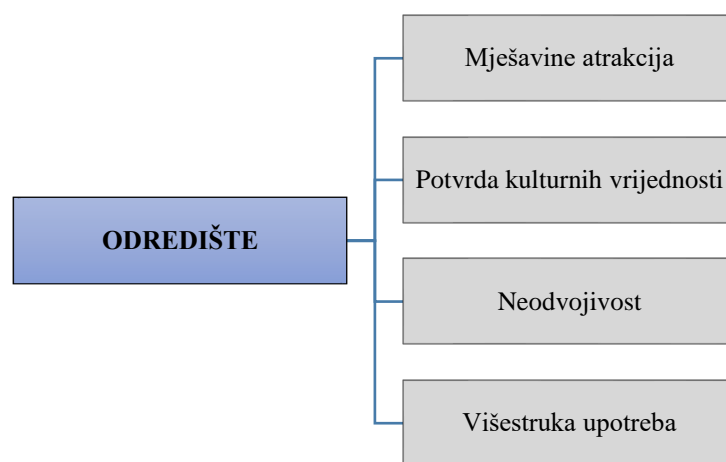 Mješavine atrakcija
Potvrda kulturnih vrijednosti
ODREDIŠTE
Neodvojivost
Višestruka upotreba